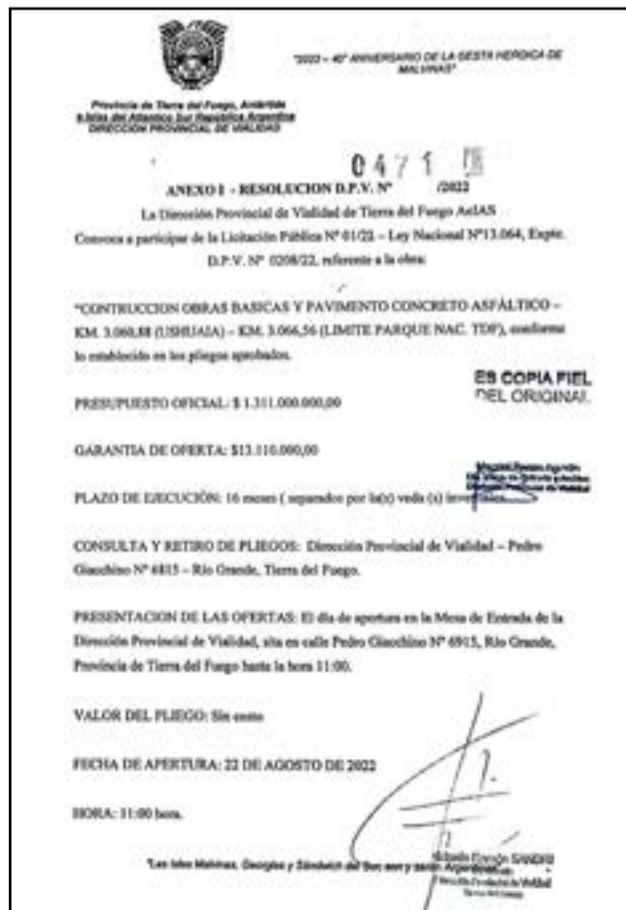 "2022 – 40° ANIVERSARIO DE LA GESTA HEROICA DE
MALVINAS"
Provincia de Tierra del Fuego, Antártida
e Islas del Atlántico Sur República Argentina
DIRECCIÓN PROVINCIAL DE VIALIDAD
0471
ANEXO I - RESOLUCION D.P.V. N° /2022
La Dirección Provincial de Vialidad de Tierra del Fuego AeIAS
Convoca a participar de la Licitación Pública N° 01/22 – Ley Nacional N°13.064, Expte.
D.P.V. N° 0208/22, referente a la obra:
"CONTRUCCION OBRAS BASICAS Y PAVIMENTO CONCRETO ASFÀLTICO –
KM. 3.060,88 (USHUAIA) – KM. 3.066,56 (LIMITE PARQUE NAC. TDF), conforme
lo establecido en los pliegos aprobados.
ES COPIA FIEL
DEL ORIGINAL
PRESUPUESTO OFICIAL: $ 1.311.000.000,00
GARANTIA DE OFERTA: $13.110.000,00
PLAZO DE EJECUCIÓN: 16 meses ( separados por la(s) veda (s)
CONSULTA Y RETIRO DE PLIEGOS: Dirección Provincial de Vialidad – Pedro
Giacchino N° 6815 – Río Grande, Tierra del Fuego.
PRESENTACION DE LAS OFERTAS: El día de apertura en la Mesa de Entrada de la
Dirección Provincial de Vialidad, sita en calle Pedro Giacchino N° 6915, Río Grande,
Provincia de Tierra del Fuego hasta la hora 11:00.
VALOR DEL PLIEGO: Sin costo
FECHA DE APERTURA: 22 DE AGOSTO DE 2022
HORA: 11:00 hora.
"Las Islas Malvinas, Georgias y Sándwich del Sur, son y serán Argentinas"
SANDRI
Dirección Provincial de Vialidad